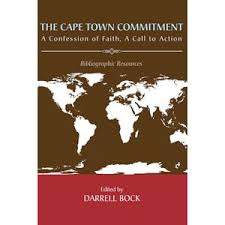 THE CAPE TOWN COMMITMENT
A Confession of Faith, A Call to Action
Bibliographic Resources
Edited by
DARRELL BOCK